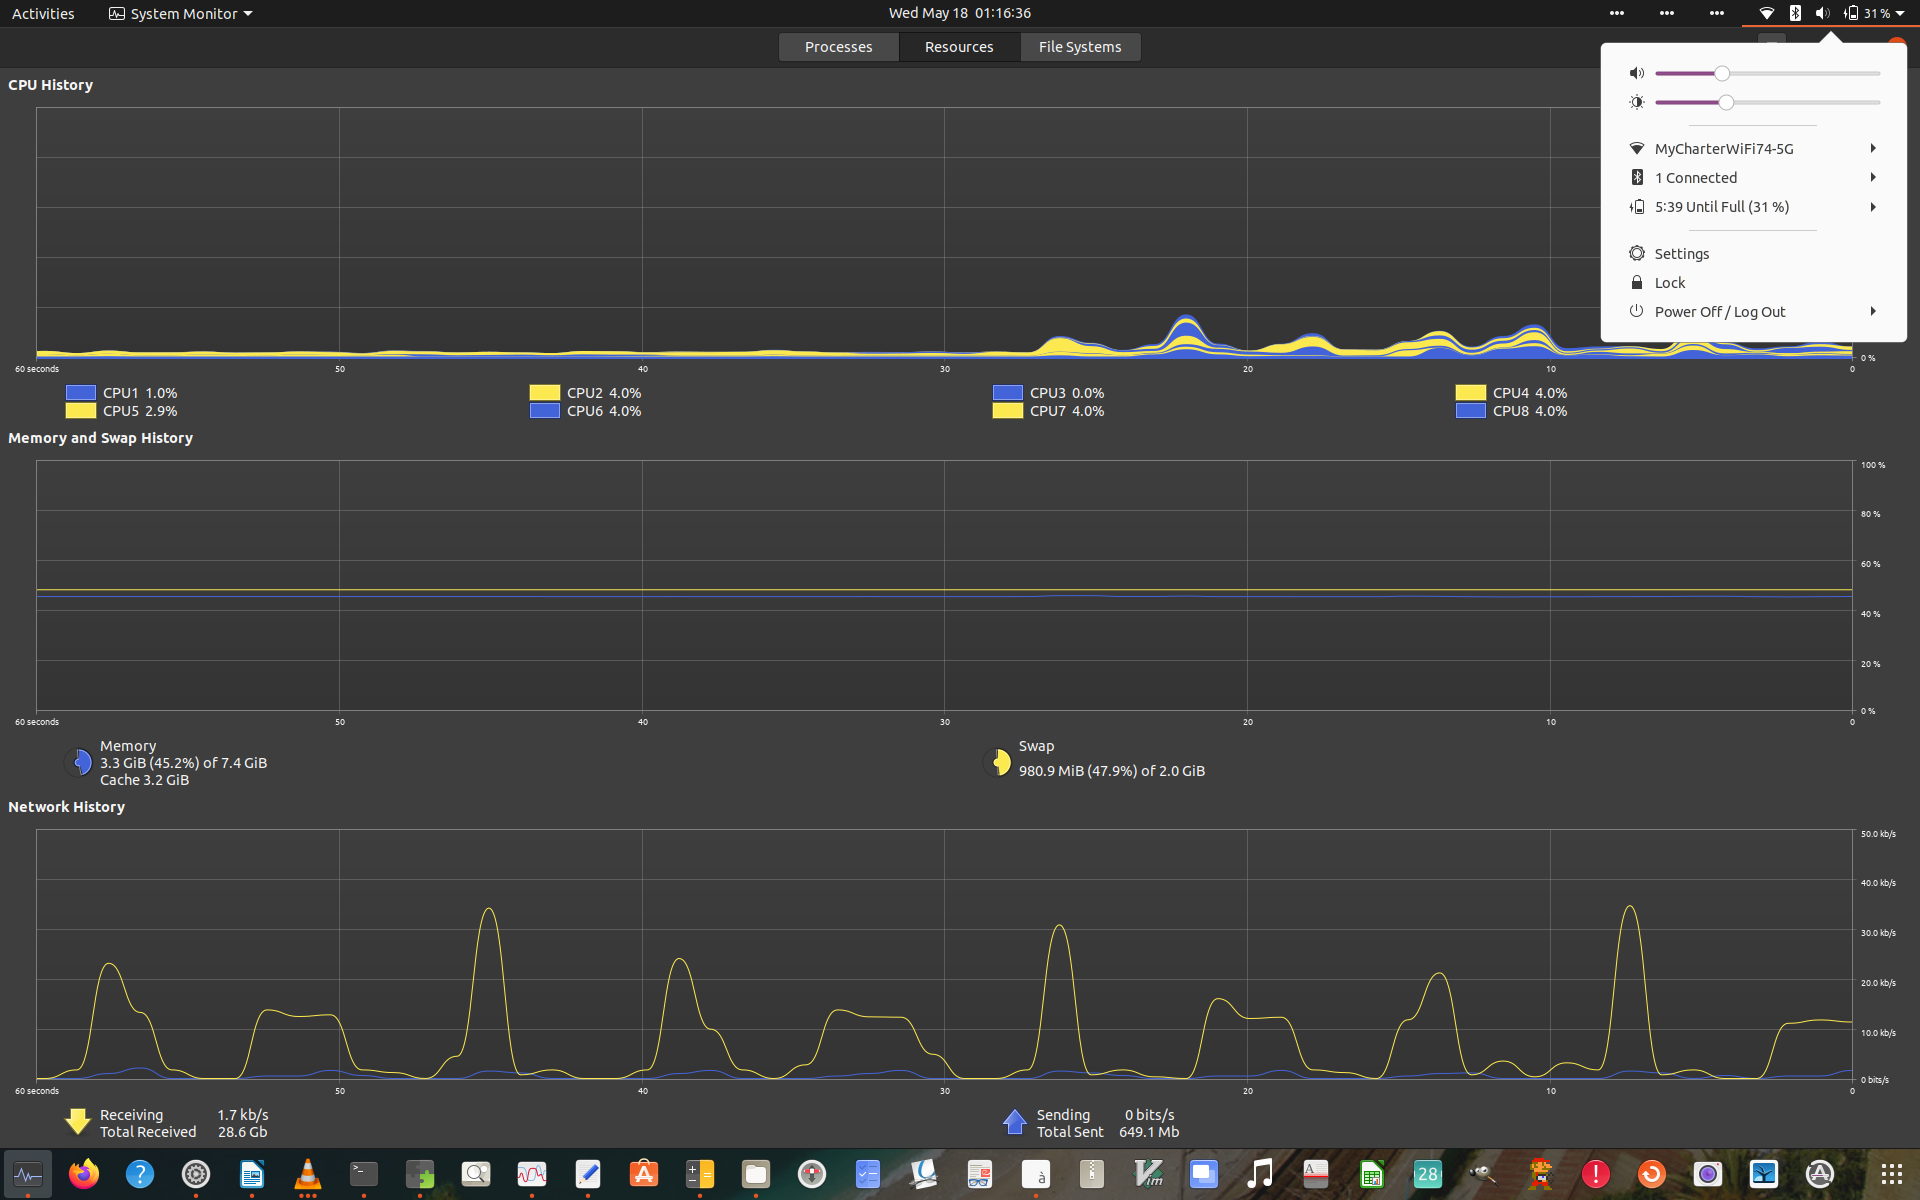 Activities System Monitor Wed May 18 01:16:36 31 %
Processes Resources File Systems
CPU History
MyCharterWiFi74-5G
1 Connected
5:39 Until Full (31 %)
Settings
Lock
Power Off / Log Out
0 %
60 seconds 50 40 30 20 10 0
CPU1 1.0% CPU2 4.0% CPU3 0.0% CPU4 4.0%
CPU5 2.9% CPU6 4.0% CPU7 4.0% CPU8 4.0%
Memory and Swap History
100 %
80 %
60 %
40 %
20 %
0 %
60 seconds 50 40 30 20 10 0
Memory
3.3 GiB (45.2%) of 7.4 GiB
Cache 3.2 GiB
Swap
980.9 MiB (47.9%) of 2.0 GiB
Network History
50.0 kb/s
40.0 kb/s
30.0 kb/s
20.0 kb/s
10.0 kb/s
0 bits/s
60 seconds 50 40 30 20 10 0
Receiving 1.7 kb/s
Total Received 28.6 Gb
Sending 0 bits/s
Total Sent 649.1 Mb
? >_ à Vim A 28 !